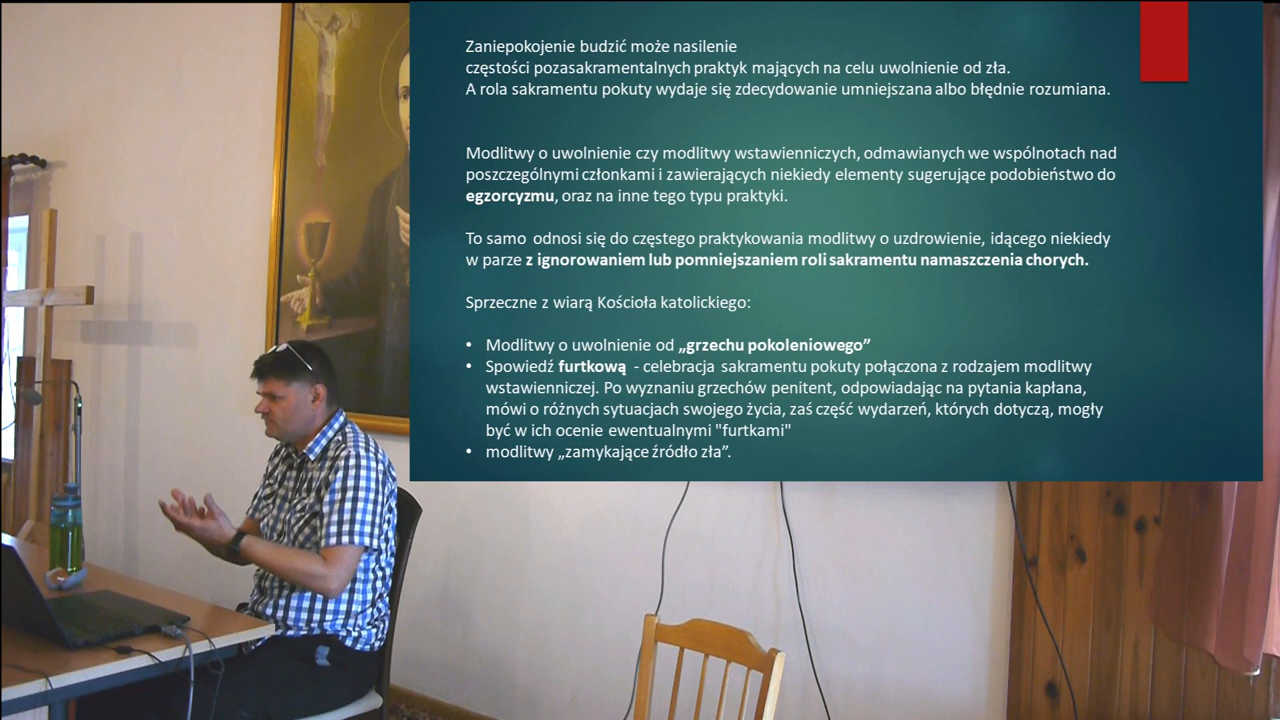 Zaniepokojenie budzić może nasilenie
częstości pozasakramentalnych praktyk mających na celu uwolnienie od zła.
A rola sakramentu pokuty wydaje się zdecydowanie umniejszana albo błędnie rozumiana.
Modlitwy o uwolnienie czy modlitwy wstawienniczych, odmawianych we wspólnotach nad
poszczególnymi członkami i zawierających niekiedy elementy sugerujące podobieństwo do
egzorcyzmu, oraz na inne tego typu praktyki.
To samo odnosi się do częstego praktykowania modlitwy o uzdrowienie, idącego niekiedy
w parze z ignorowaniem lub pomniejszaniem roli sakramentu namaszczenia chorych.
Sprzeczne z wiarą Kościoła katolickiego:
• Modlitwy o uwolnienie od „grzechu pokoleniowego”
• Spowiedź furtkową - celebracja sakramentu pokuty połączona z rodzajem modlitwy
wstawienniczej. Po wyznaniu grzechów penitent, odpowiadając na pytania kapłana,
mówi o różnych sytuacjach swojego życia, zaś część wydarzeń, których dotyczą, mogły
być w ich ocenie ewentualnymi "furtkami"
• modlitwy „zamykające źródło zła”.